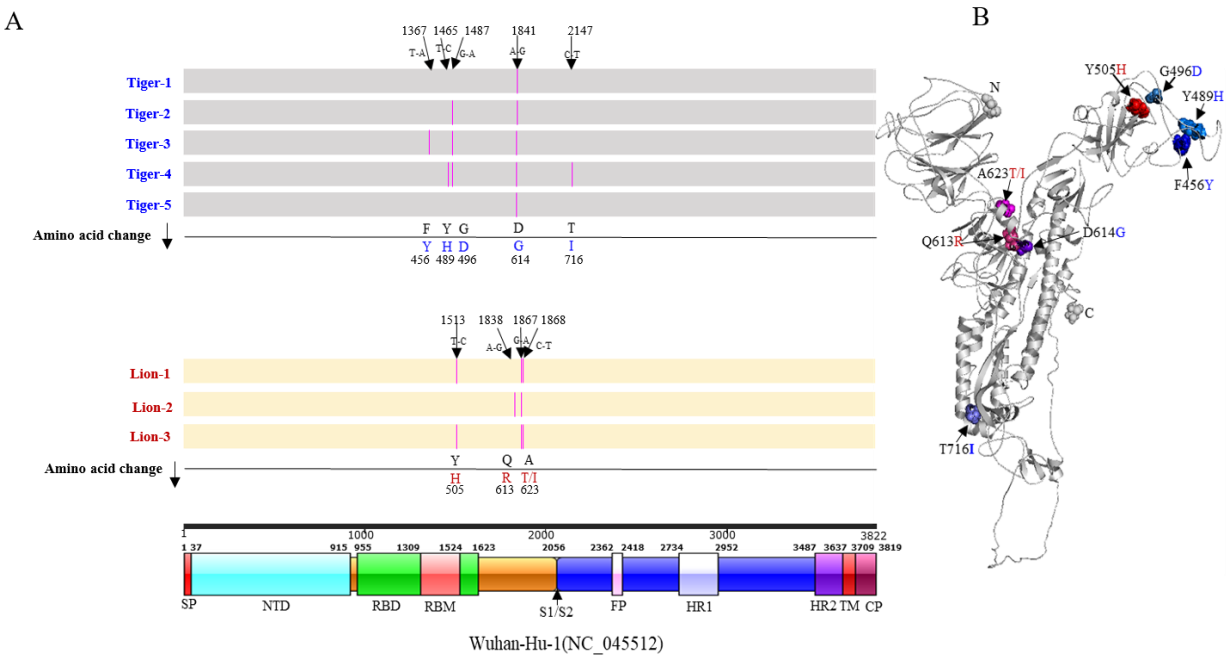 A
1367 1465 1487 1841 2147
T-A T-C G-A A-G C-T
Tiger-1
Tiger-2
Tiger-3
Tiger-4
Tiger-5
F Y G D T
Amino acid change
Y H D G I
456 489 496 614 716
1513 1838 1867 1868
T-C A-G G-A C-T
Lion-1
Lion-2
Lion-3
Y Q A
Amino acid change
H R T/I
505 613 623
1 1000 2000 3000 3822
1 37 915 955 1309 1524 1623 2056 2362 2418 2734 2952 3487 3637 3709 3819
SP NTD RBD RBM S1/S2 FP HR1 HR2 TM CP
Wuhan-Hu-1(NC_045512)
B
Y505H G496D
N
Y489H
F456Y
A623T/I
Q613R D614G
C
T716I